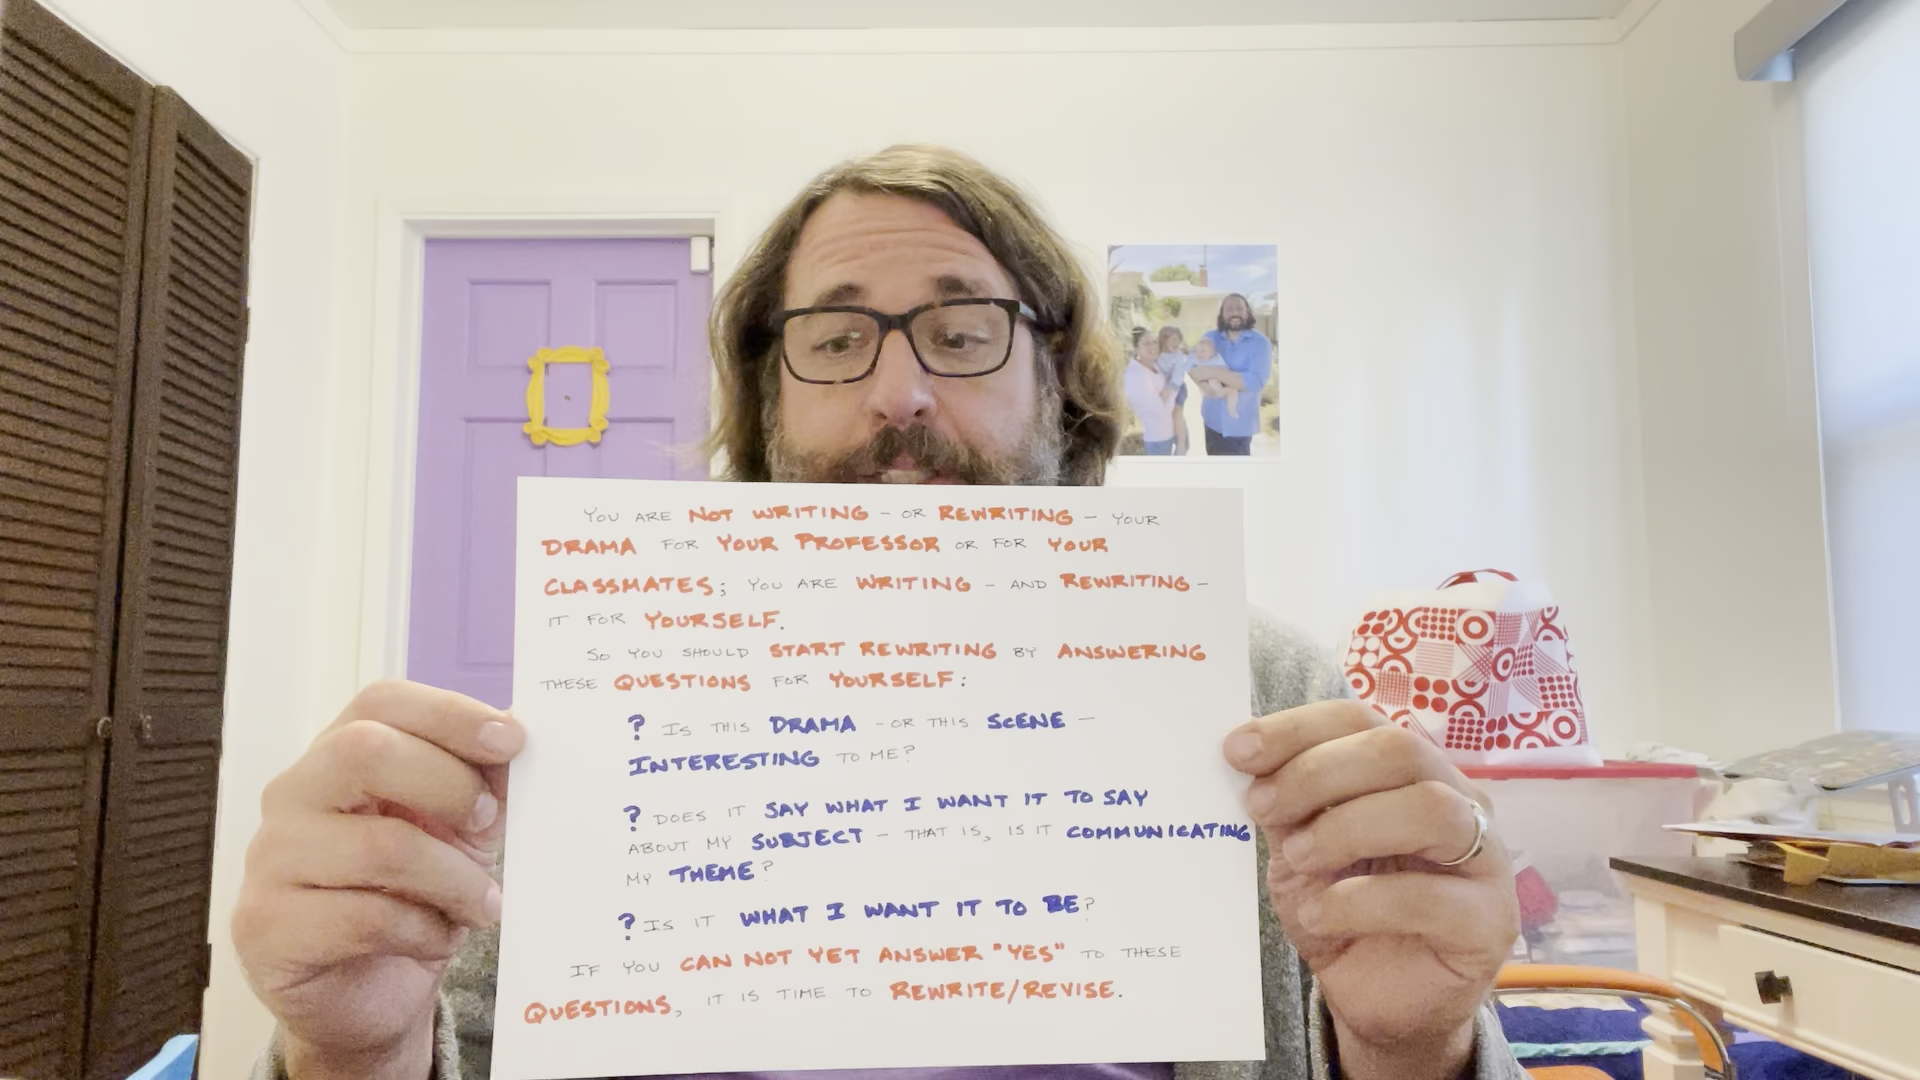 YOU ARE NOT WRITING - OR REWRITING - YOUR
DRAMA FOR YOUR PROFESSOR OR FOR YOUR
CLASSMATES; YOU ARE WRITING - AND REWRITING -
IT FOR YOURSELF.
SO YOU SHOULD START REWRITING BY ANSWERING
THESE QUESTIONS FOR YOURSELF:
? IS THIS DRAMA - OR THIS SCENE -
INTERESTING TO ME?
? DOES IT SAY WHAT I WANT IT TO SAY
ABOUT MY SUBJECT - THAT IS, IS IT COMMUNICATING
MY THEME?
? IS IT WHAT I WANT IT TO BE?
IF YOU CAN NOT YET ANSWER "YES" TO THESE
QUESTIONS, IT IS TIME TO REWRITE/REVISE.